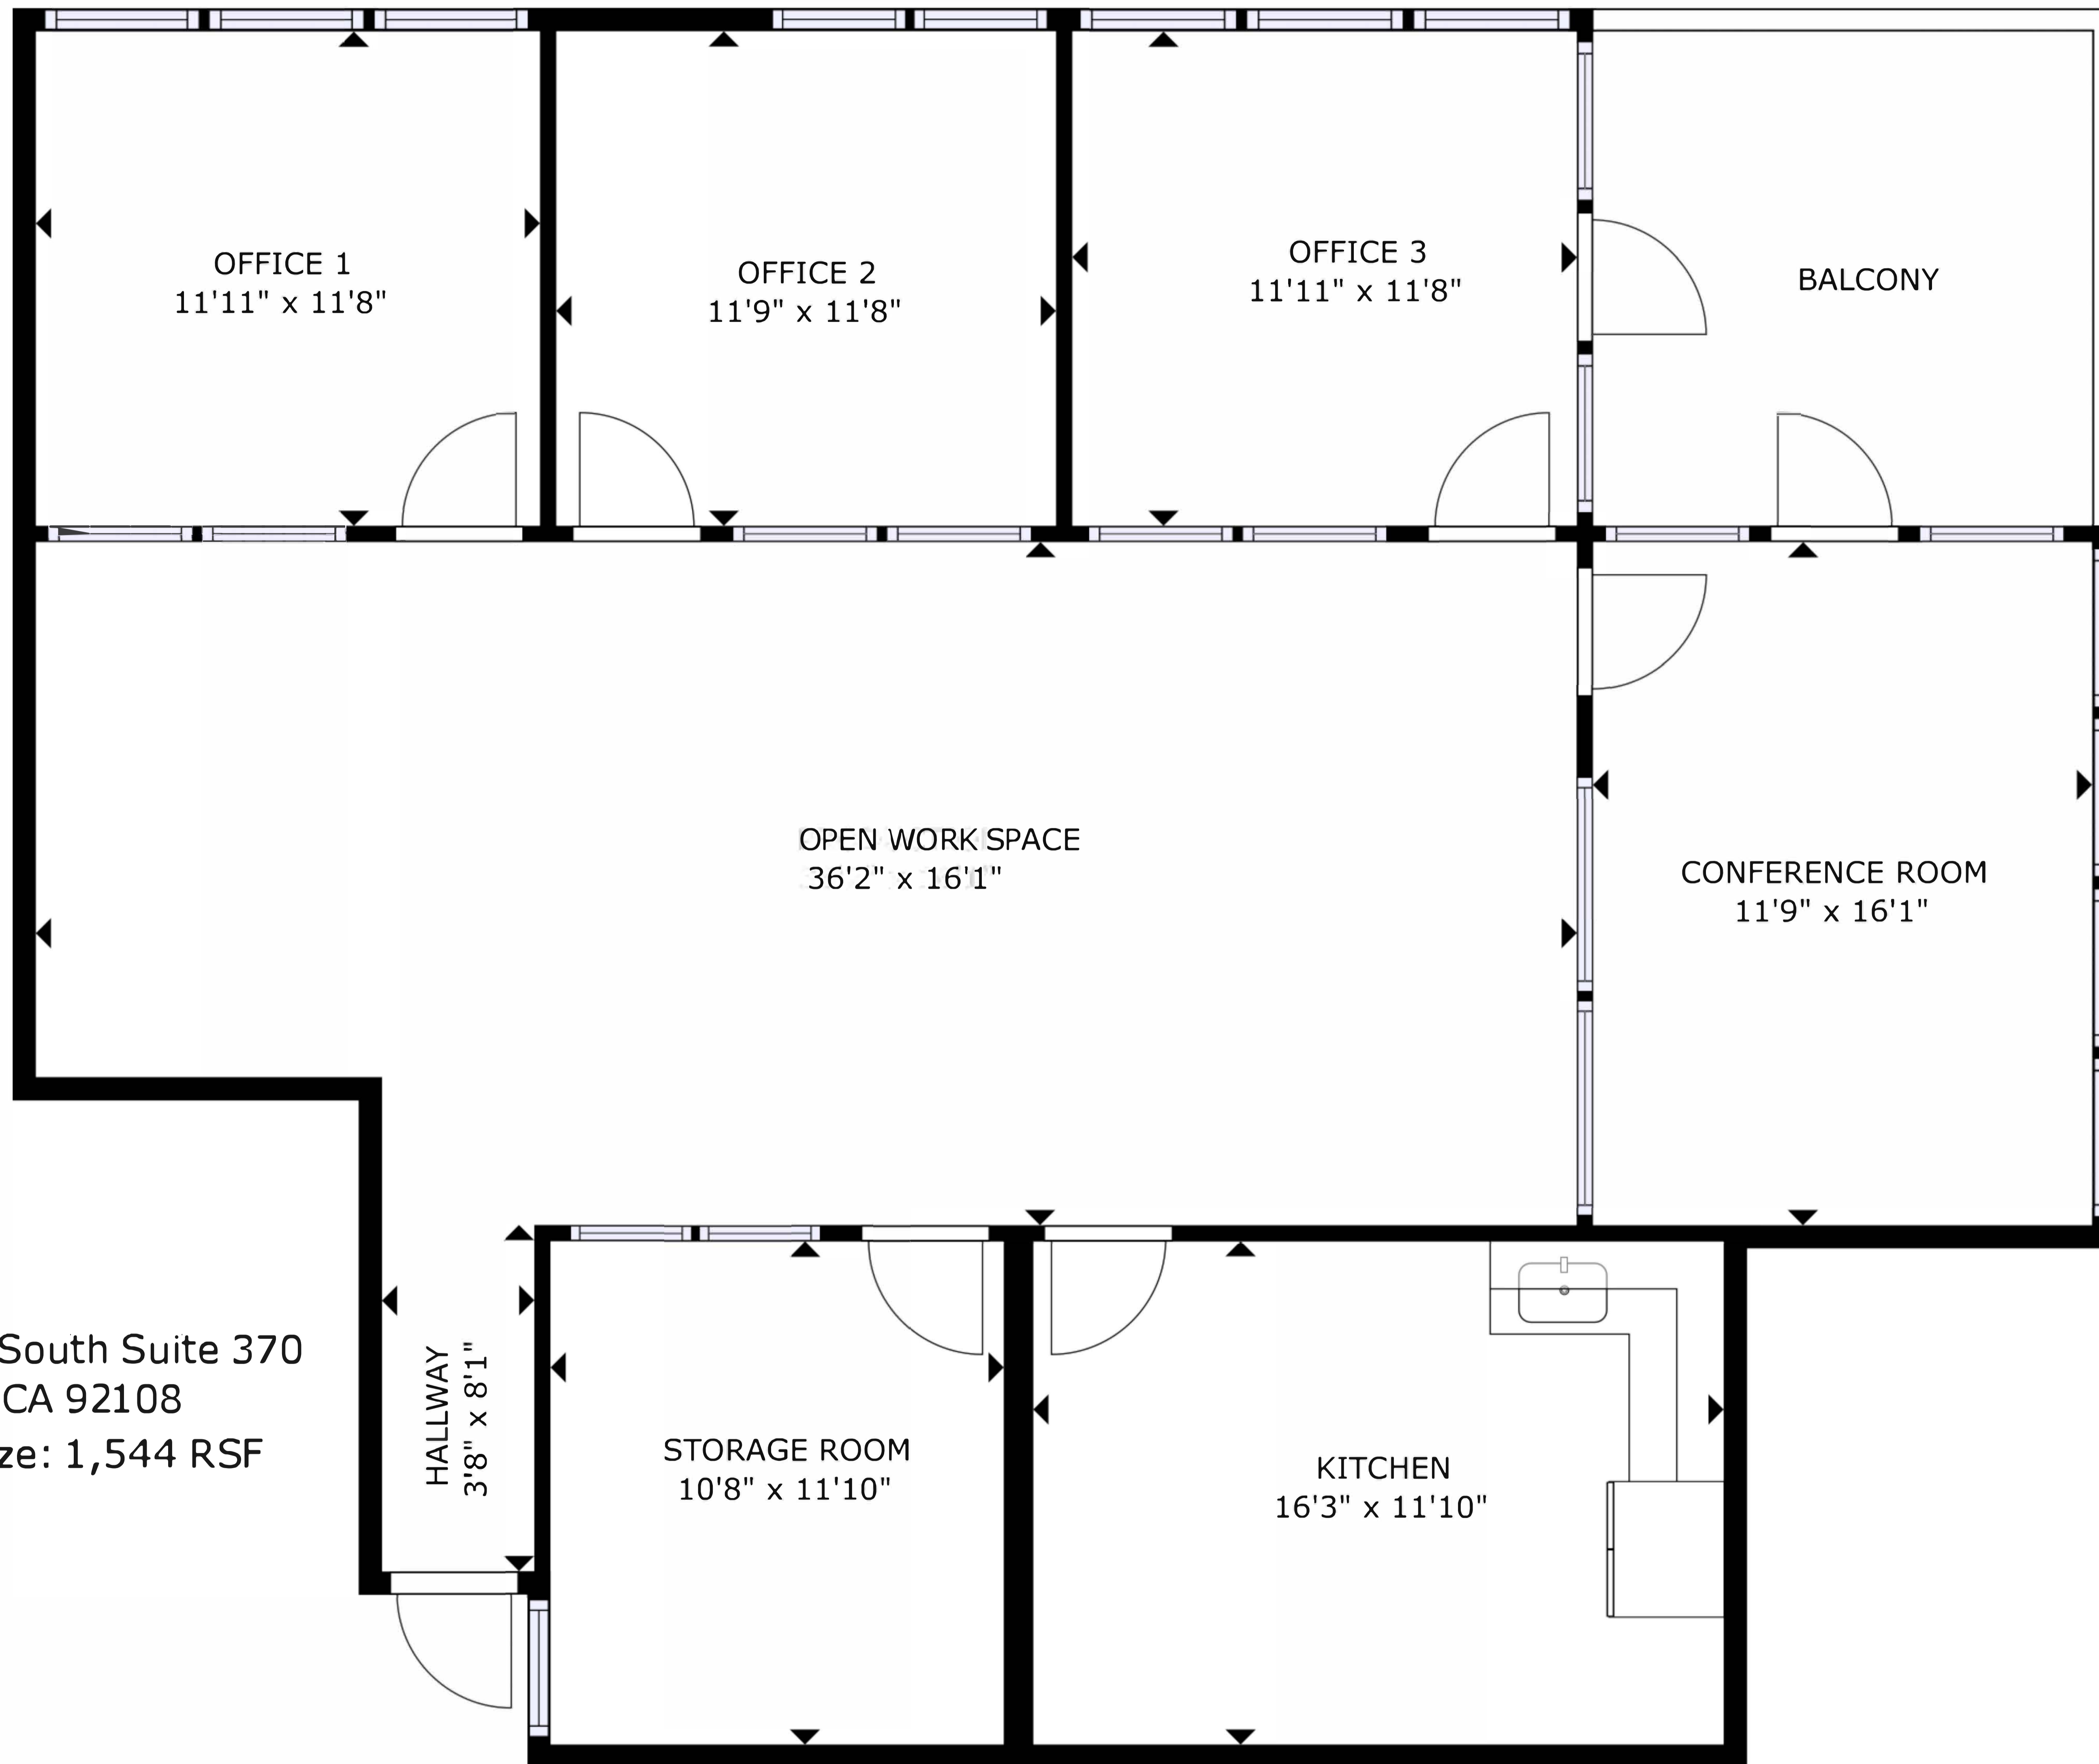 OFFICE 1
11'11" x 11'8"
OFFICE 2
11'9" x 11'8"
OFFICE 3
11'11" x 11'8"
BALCONY
OPEN WORK SPACE
36'2" x 16'1"
CONFERENCE ROOM
11'9" x 16'1"
South Suite 370
CA 92108
ze: 1,544 RSF
HALLWAY
3'8" x 8'1"
STORAGE ROOM
10'8" x 11'10"
KITCHEN
16'3" x 11'10"